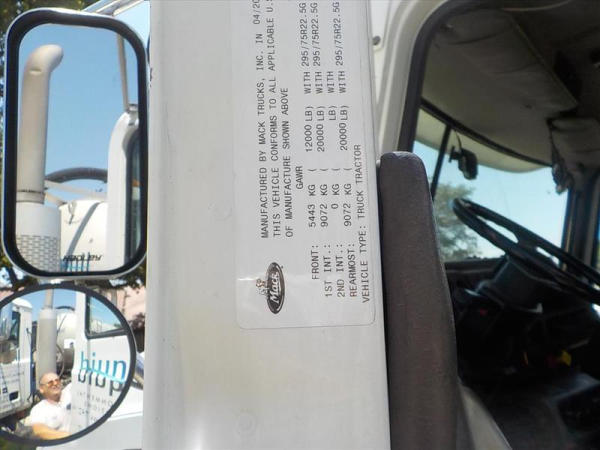 MANUFACTURED BY MACK TRUCKS, INC. IN 04/20
THIS VEHICLE CONFORMS TO ALL APPLICABLE U.S
OF MANUFACTURE SHOWN ABOVE
GAWR
FRONT: 5443 KG ( 12000 LB) WITH 295/75R22.5G
1ST INT.: 9072 KG ( 20000 LB) WITH 295/75R22.5G
2ND INT.: 0 KG ( LB) WITH
REARMOST: 9072 KG ( 20000 LB) WITH 295/75R22.5G
VEHICLE TYPE: TRUCK TRACTOR
Mack